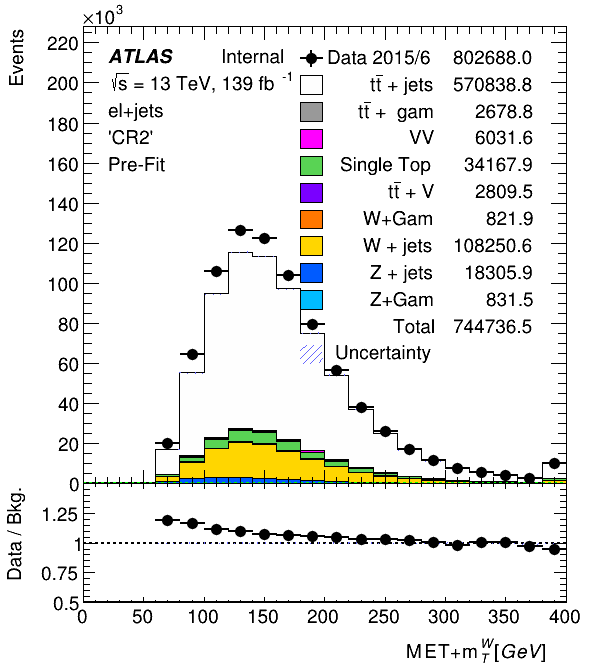 ×10³
Events
220
200
180
160
140
120
100
80
60
40
20
0
ATLAS Internal
√s = 13 TeV, 139 fb⁻¹
el+jets
'CR2'
Pre-Fit
Data 2015/6 802688.0
tt̄ + jets 570838.8
tt̄ + gam 2678.8
VV 6031.6
Single Top 34167.9
tt̄ + V 2809.5
W+Gam 821.9
W + jets 108250.6
Z + jets 18305.9
Z+Gam 831.5
Total 744736.5
Uncertainty
Data / Bkg.
1.25
1
0.75
0.5
0 50 100 150 200 250 300 350 400
MET+m_T^W [GeV]